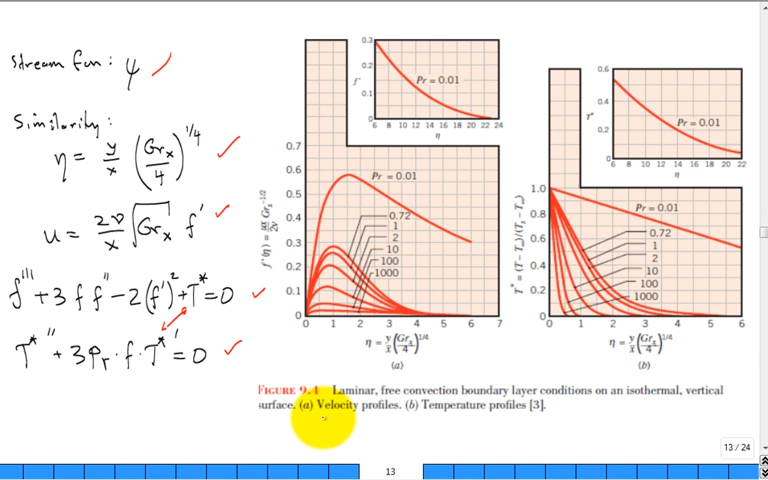 Stream fcn: ψ
Similarity:
η = y/x (Grx/4)^1/4
u = 2ν/x √Grx f'
f''' + 3 f f'' − 2(f')² + T* = 0
T*'' + 3Pr · f · T*' = 0
0.3
0.2
0.1
0
f'
Pr = 0.01
6 8 10 12 14 16 18 20 22 24
η
0.7
0.6
0.5
0.4
0.3
0.2
0.1
0
Pr = 0.01
0.72
1
2
10
100
1000
f'(η) = ux/2ν Grx^-1/2
0 1 2 3 4 5 6 7
η = y/x (Grx/4)^1/4
(a)
0.6
0.4
0.2
0
T*
Pr = 0.01
6 8 10 12 14 16 18 20 22
η
1.0
0.8
0.6
0.4
0.2
0
Pr = 0.01
0.72
1
2
10
100
1000
T* = (T − T∞)/(Ts − T∞)
0 1 2 3 4 5 6
η = y/x (Grx/4)^1/4
(b)
FIGURE 9.4 Laminar, free convection boundary layer conditions on an isothermal, vertical
surface. (a) Velocity profiles. (b) Temperature profiles [3].
13 / 24
13